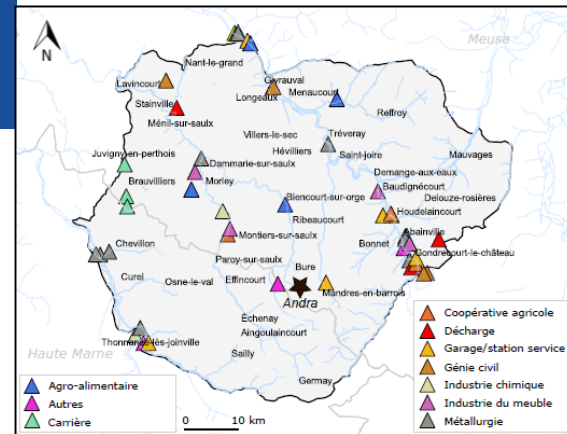 N
Meuse
Nant-le-grand
Lavincourt
Givrauval
Menaucourt
Longeaux
Stainville
Reffroy
Ménil-sur-saulx
Villers-le-sec
Tréveray
Hévilliers
Saint-joire
Mauvages
Juvigny-en-perthois
Dammarie-sur-saulx
Demange-aux-eaux
Brauvilliers
Morley
Baudignécourt
Biencourt-sur-orge
Delouze-rosières
Ribeaucourt
Houdelaincourt
Montiers-sur-saulx
Abainville
Chevillon
Bonnet
Gondrecourt-le-château
Paroy-sur-saulx
Bure
Curel
Osne-le-val
Effincourt
Mandres-en-barrois
Andra
Échenay
Thonnance-lès-joinville
Aingoulaincourt
Haute Marne
Sailly
Germay
Coopérative agricole
Décharge
Garage/station service
Génie civil
Industrie chimique
Industrie du meuble
Métallurgie
Agro-alimentaire
Autres
Carrière
0 10 km